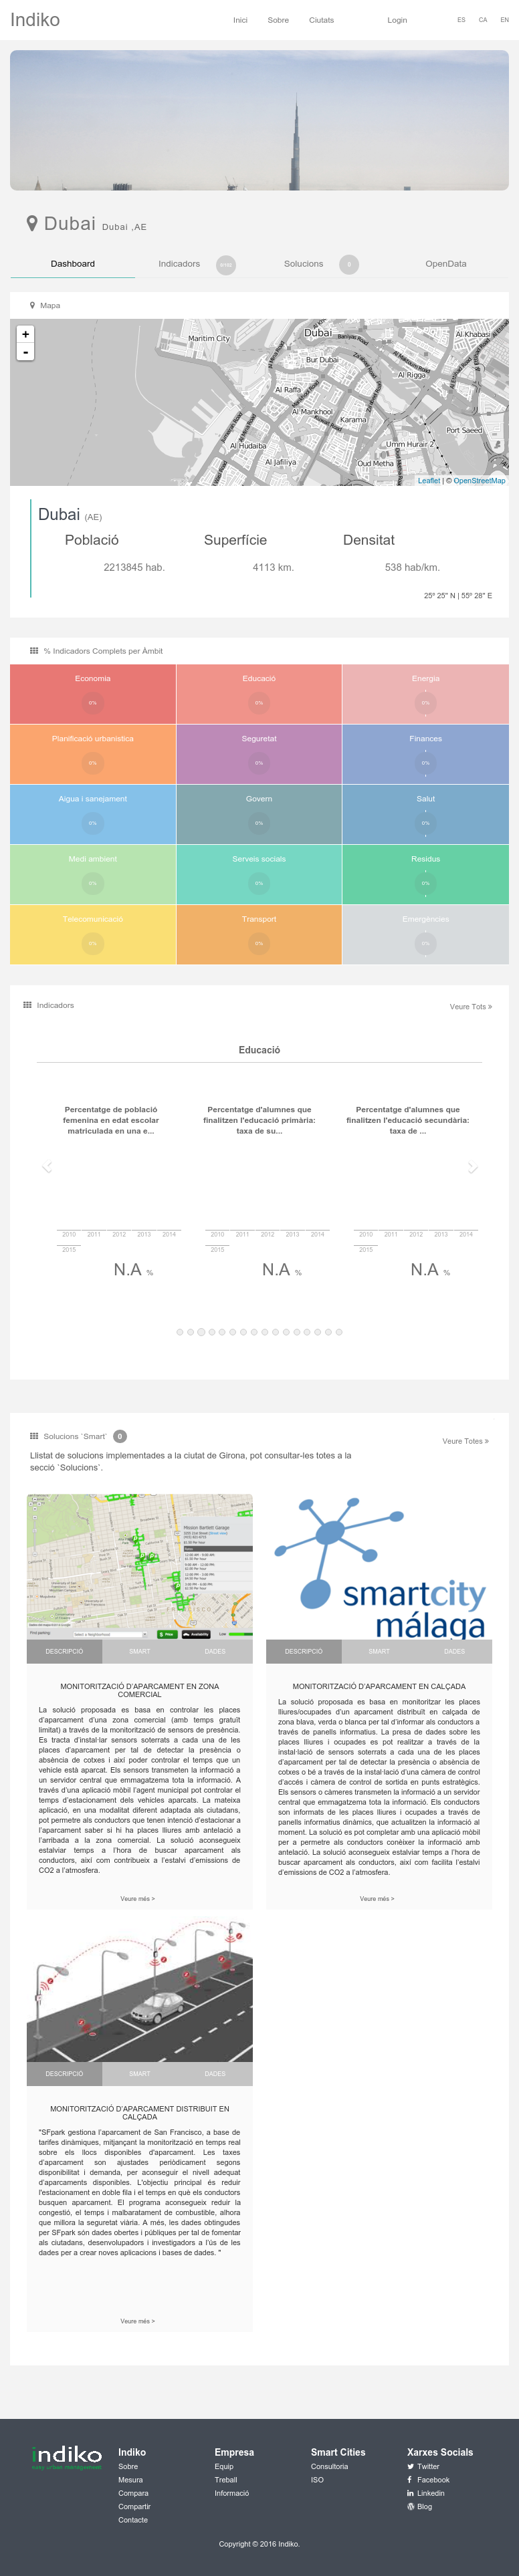 Indiko
Inici Sobre Ciutats Login ES CA EN
Dubai Dubai ,AE
Dashboard Indicadors Solucions OpenData
Mapa
+
-
Maritim City
Dubai
Al-Khabasi
Bur Dubai
Al Rigga
Al Raffa
Al Mankhool
Karama
Port Saeed
Umm Hurair 2
Al Hudaiba
Al Jafiliya
Oud Metha
Leaflet | © OpenStreetMap
Dubai (AE)
Població Superfície Densitat
2213845 hab. 4113 km. 538 hab/km.
25º 25" N | 55º 28" E
% Indicadors Complets per Àmbit
Economia Educació Energia
0% 0% 0%
Planificació urbanística Seguretat Finances
0% 0% 0%
Aigua i sanejament Govern Salut
0% 0% 0%
Medi ambient Serveis socials Residus
0% 0% 0%
Telecomunicació Transport Emergències
0% 0% 0%
Indicadors Veure Tots »
Educació
Percentatge de població femenina en edat escolar matriculada en una e...
Percentatge d'alumnes que finalitzen l'educació primària: taxa de su...
Percentatge d'alumnes que finalitzen l'educació secundària: taxa de ...
2010 2011 2012 2013 2014 2010 2011 2012 2013 2014 2010 2011 2012 2013 2014
2015 2015 2015
N.A % N.A % N.A %
Solucions `Smart` 0 Veure Totes »
Llistat de solucions implementades a la ciutat de Girona, pot consultar-les totes a la
secció `Solucions`.
Mission Bartlett Garage
smartcity
málaga
DESCRIPCIÓ SMART DADES
MONITORITZACIÓ D'APARCAMENT EN ZONA
COMERCIAL
La solució proposada es basa en controlar les places
d'aparcament d'una zona comercial (amb temps gratuït
limitat) a través de la monitorització de sensors de presència.
Es tracta d'instal·lar sensors soterrats a cada una de les
places d'aparcament per tal de detectar la presència o
absència de cotxes i així poder controlar el temps que un
vehicle està aparcat. Els sensors transmeten la informació a
un servidor central que emmagatzema tota la informació. A
través d'una aplicació mòbil l'agent municipal pot controlar el
temps d'estacionament dels vehicles aparcats. La mateixa
aplicació, en una modalitat diferent adaptada als ciutadans,
pot permetre als conductors que tenen intenció d'estacionar a
l'aparcament saber si hi ha places lliures amb antelació a
l'arribada a la zona comercial. La solució aconsegueix
estalviar temps a l'hora de buscar aparcament als
conductors, així com contribueix a l'estalvi d'emissions de
CO2 a l'atmosfera.
Veure més >
DESCRIPCIÓ SMART DADES
MONITORITZACIÓ D'APARCAMENT EN CALÇADA
La solució proposada es basa en monitoritzar les places
lliures/ocupades d'un aparcament distribuït en calçada de
zona blava, verda o blanca per tal d'informar als conductors a
través de panells informatius. La presa de dades sobre les
places lliures i ocupades es pot realitzar a través de la
instal·lació de sensors soterrats a cada una de les places
d'aparcament per tal de detectar la presència o absència de
cotxes o bé a través de la instal·lació d'una càmera de control
d'accés i càmera de control de sortida en punts estratègics.
Els sensors o càmeres transmeten la informació a un servidor
central que emmagatzema tota la informació. Els conductors
son informats de les places lliures i ocupades a través de
panells informatius dinàmics, que actualitzen la informació al
moment. La solució es pot completar amb una aplicació mòbil
per a permetre als conductors conèixer la informació amb
antelació. La solució aconsegueix estalviar temps a l'hora de
buscar aparcament als conductors, així com facilita l'estalvi
d'emissions de CO2 a l'atmosfera.
Veure més >
DESCRIPCIÓ SMART DADES
MONITORITZACIÓ D'APARCAMENT DISTRIBUIT EN
CALÇADA
"SFpark gestiona l'aparcament de San Francisco, a base de
tarifes dinàmiques, mitjançant la monitorització en temps real
sobre els llocs disponibles d'aparcament. Les taxes
d'aparcament son ajustades periòdicament segons
disponibilitat i demanda, per aconseguir el nivell adequat
d'aparcaments disponibles. L'objectiu principal és reduir
l'estacionament en doble fila i el temps en què els conductors
busquen aparcament. El programa aconsegueix reduir la
congestió, el temps i malbaratament de combustible, alhora
que millora la seguretat viària. A més, les dades obtingudes
per SFpark són dades obertes i públiques per tal de fomentar
als ciutadans, desenvolupadors i investigadors a l'ús de les
dades per a crear noves aplicacions i bases de dades. "
Veure més >
indiko
Indiko Empresa Smart Cities Xarxes Socials
Sobre Equip Consultoria Twitter
Mesura Treball ISO Facebook
Compara Informació Linkedin
Compartir Blog
Contacte
Copyright © 2016 Indiko.